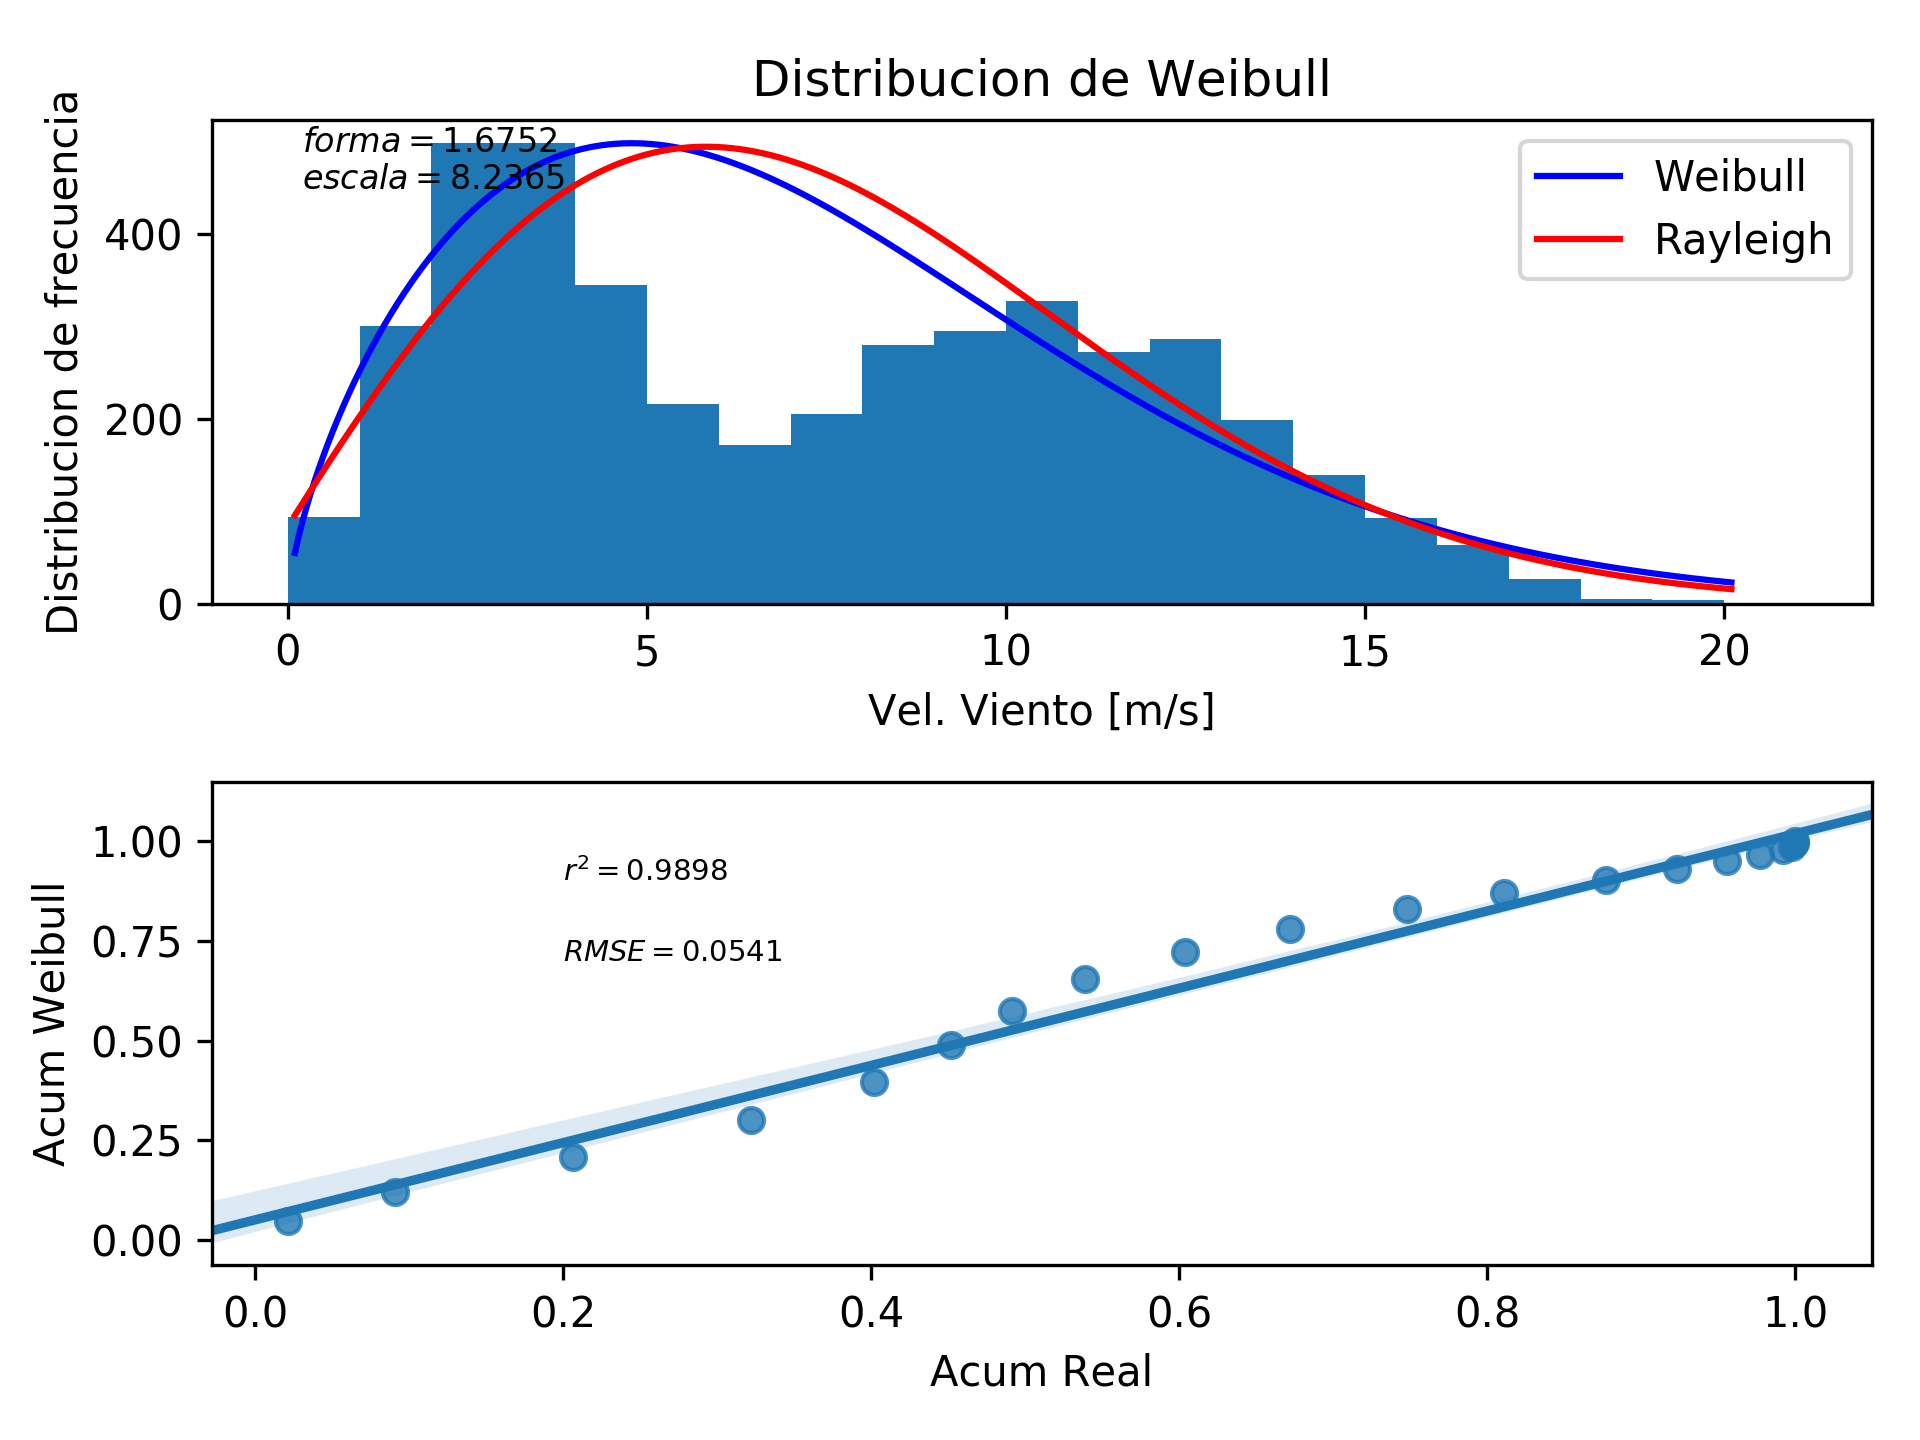 Distribucion de Weibull
forma = 1.6752
escala = 8.2365
Weibull
Rayleigh
Distribucion de frecuencia
400
200
0
0 5 10 15 20
Vel. Viento [m/s]
r² = 0.9898
RMSE = 0.0541
Acum Weibull
1.00
0.75
0.50
0.25
0.00
0.0 0.2 0.4 0.6 0.8 1.0
Acum Real